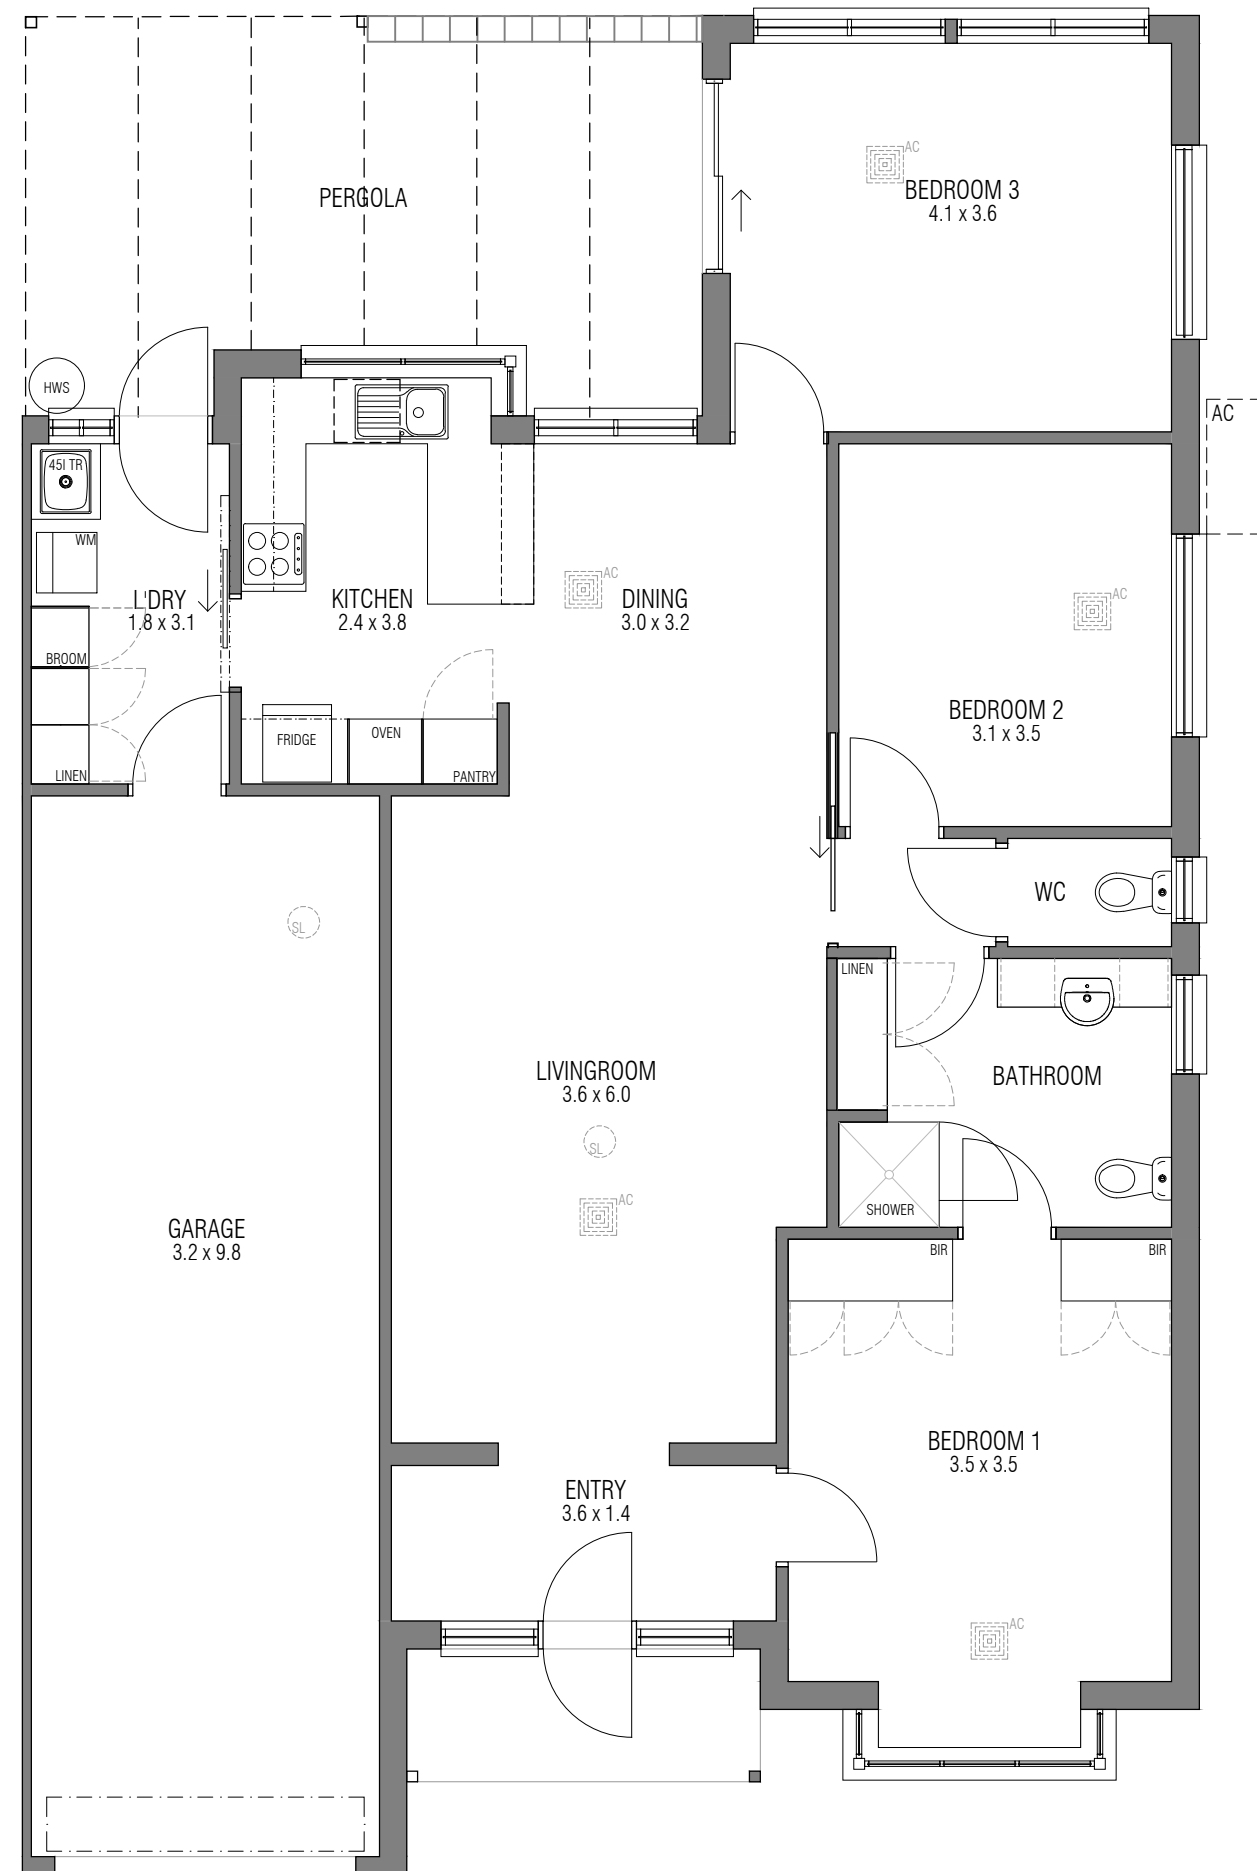 AC
BEDROOM 3
4.1 x 3.6
PERGOLA
HWS
AC
45l TR
WM
L'DRY
1.8 x 3.1
BROOM
LINEN
KITCHEN
2.4 x 3.8
FRIDGE
OVEN
PANTRY
AC
DINING
3.0 x 3.2
AC
BEDROOM 2
3.1 x 3.5
WC
SL
LINEN
LIVINGROOM
3.6 x 6.0
SL
AC
BATHROOM
SHOWER
GARAGE
3.2 x 9.8
BIR
BIR
BEDROOM 1
3.5 x 3.5
ENTRY
3.6 x 1.4
AC